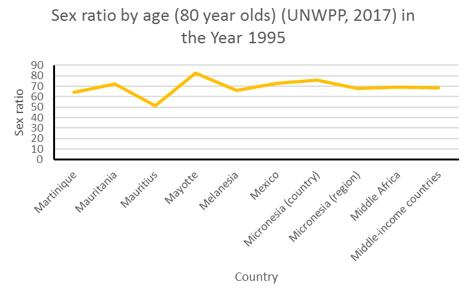 Sex ratio by age (80 year olds) (UNWPP, 2017) in
the Year 1995
Sex ratio
90
80
70
60
50
40
30
20
10
0
Martinique
Mauritania
Mauritius
Mayotte
Melanesia
Mexico
Micronesia (country)
Micronesia (region)
Middle Africa
Middle-income countries
Country